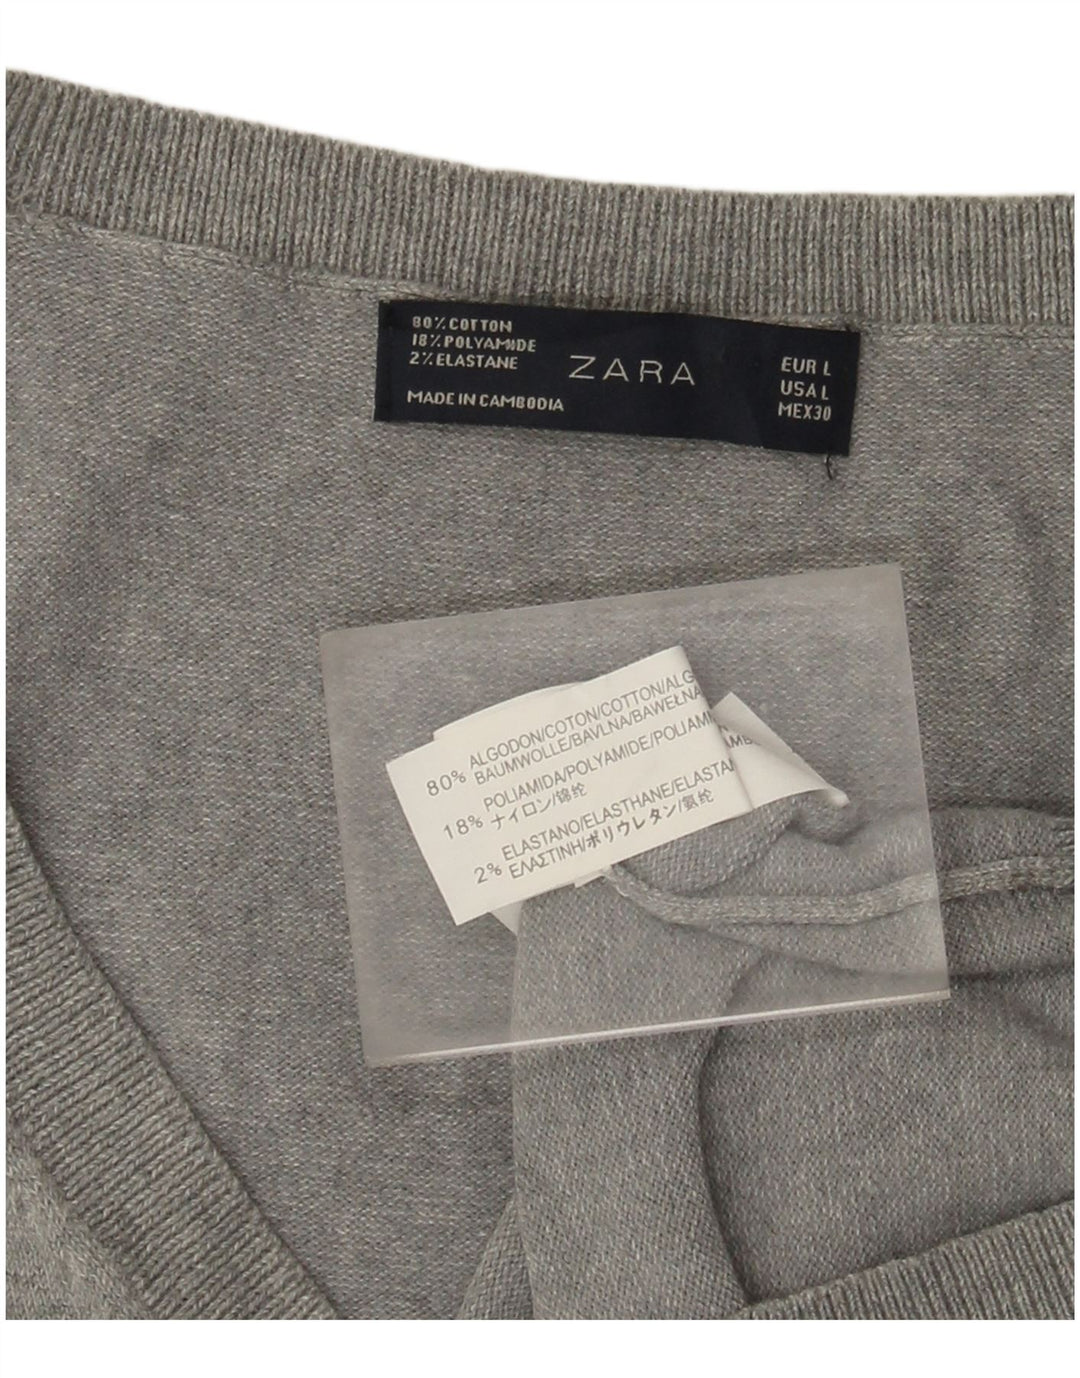 80% COTTON
18% POLYAMIDE
2% ELASTANE
MADE IN CAMBODIA
ZARA
EUR L
USA L
MEX30
80% ALGODON/COTON/COTTON/ALG
BAUMWOLLE/BAVLNA/BAWEŁNA
18% POLIAMIDA/POLYAMIDE/POLIAMI
ナイロン/锦纶
2% ELASTANO/ELASTHANE/ELASTAN
ΕΛΑΣΤΙΝΗ/ポリウレタン/氨纶